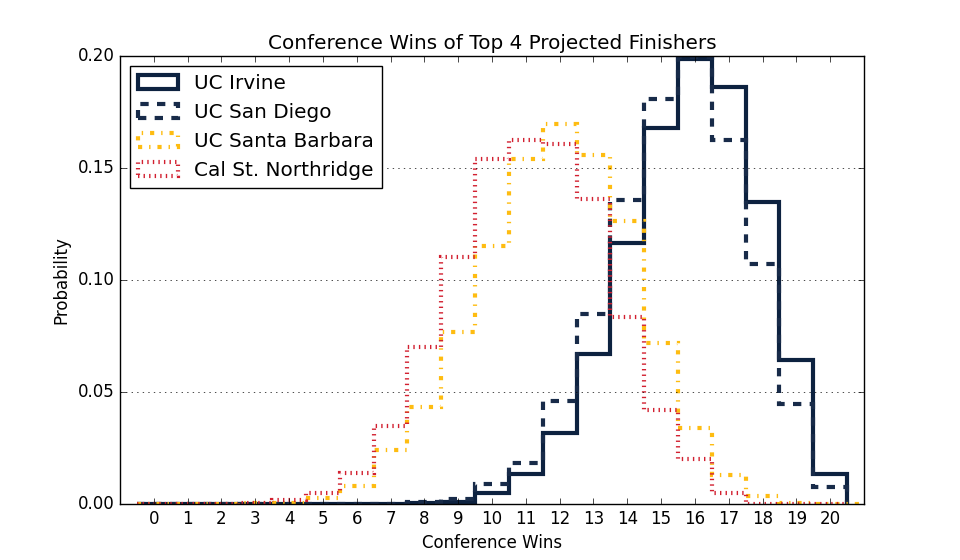 Conference Wins of Top 4 Projected Finishers
0.20
0.15
0.10
0.05
0.00
Probability
UC Irvine
UC San Diego
UC Santa Barbara
Cal St. Northridge
0 1 2 3 4 5 6 7 8 9 10 11 12 13 14 15 16 17 18 19 20
Conference Wins